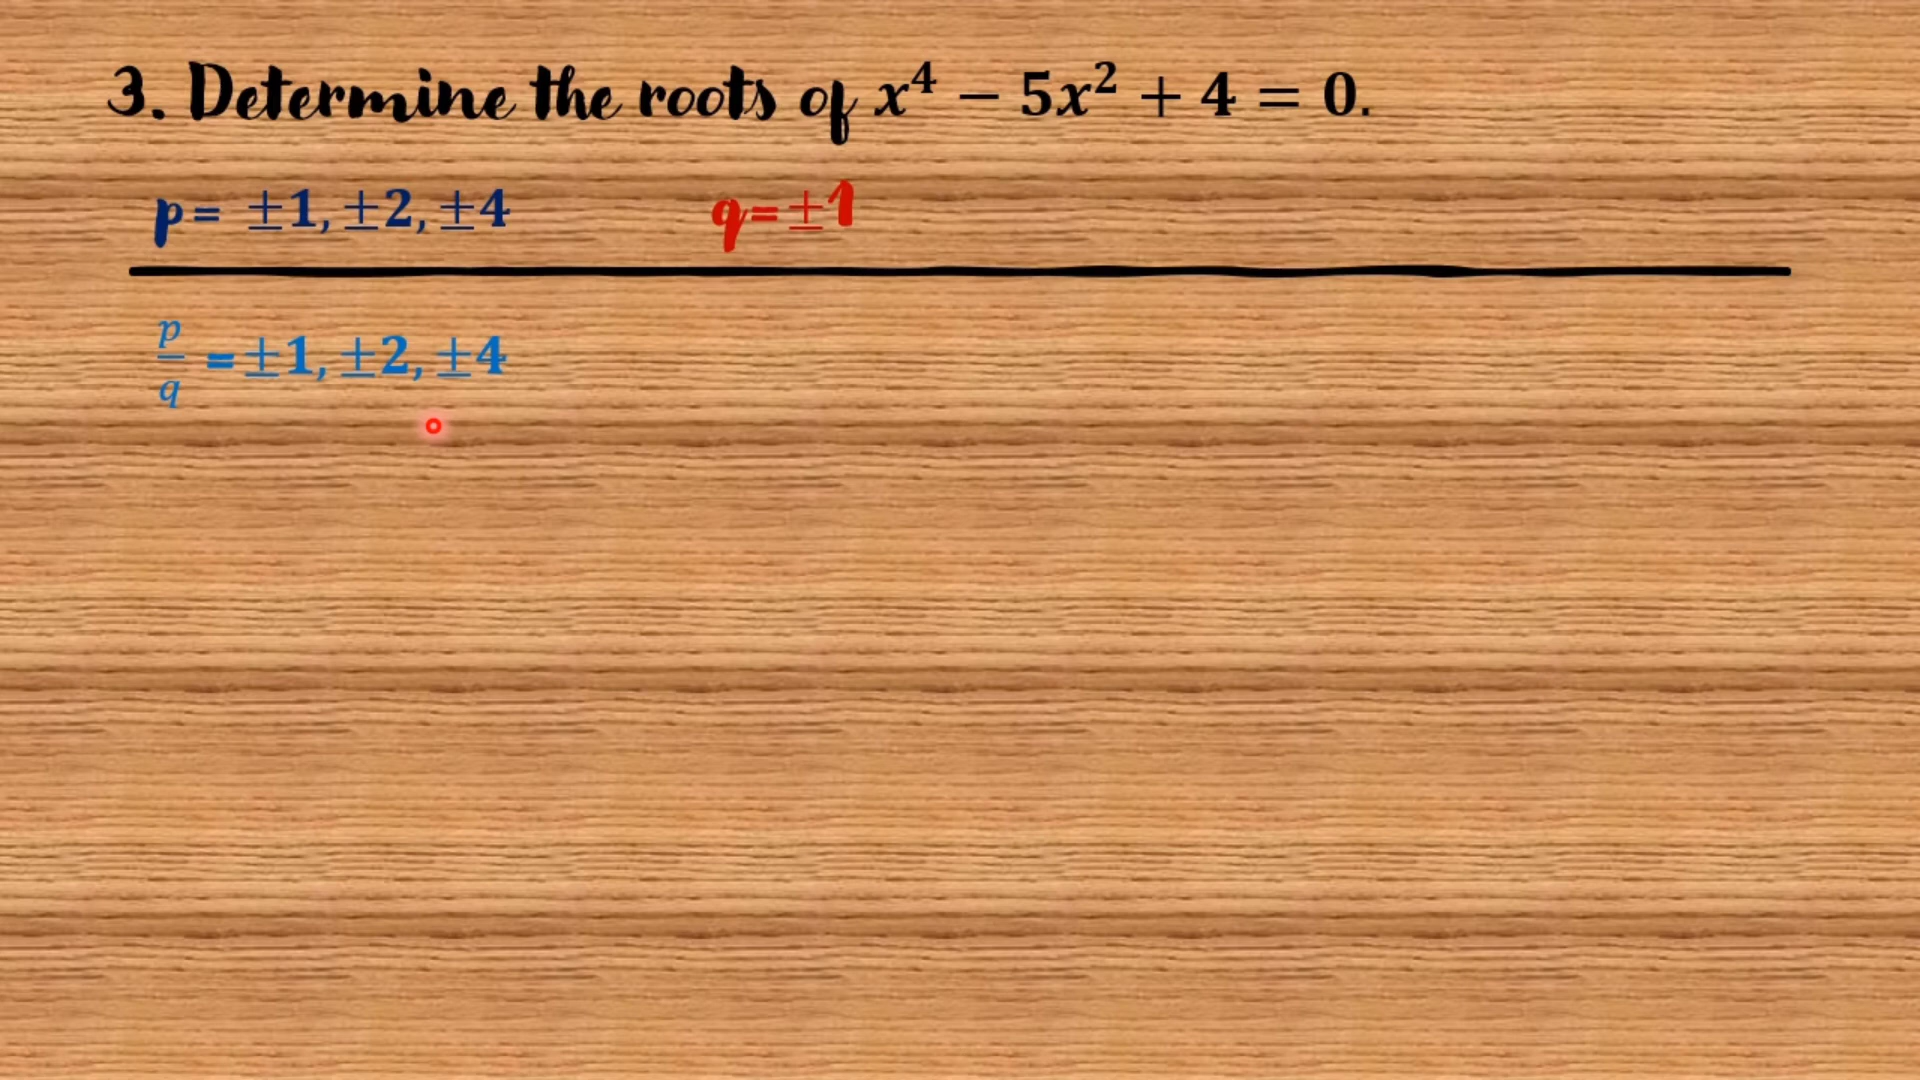 3. Determine the roots of x⁴ − 5x² + 4 = 0.
p = ±1, ±2, ±4 q=±1
p/q =±1, ±2, ±4